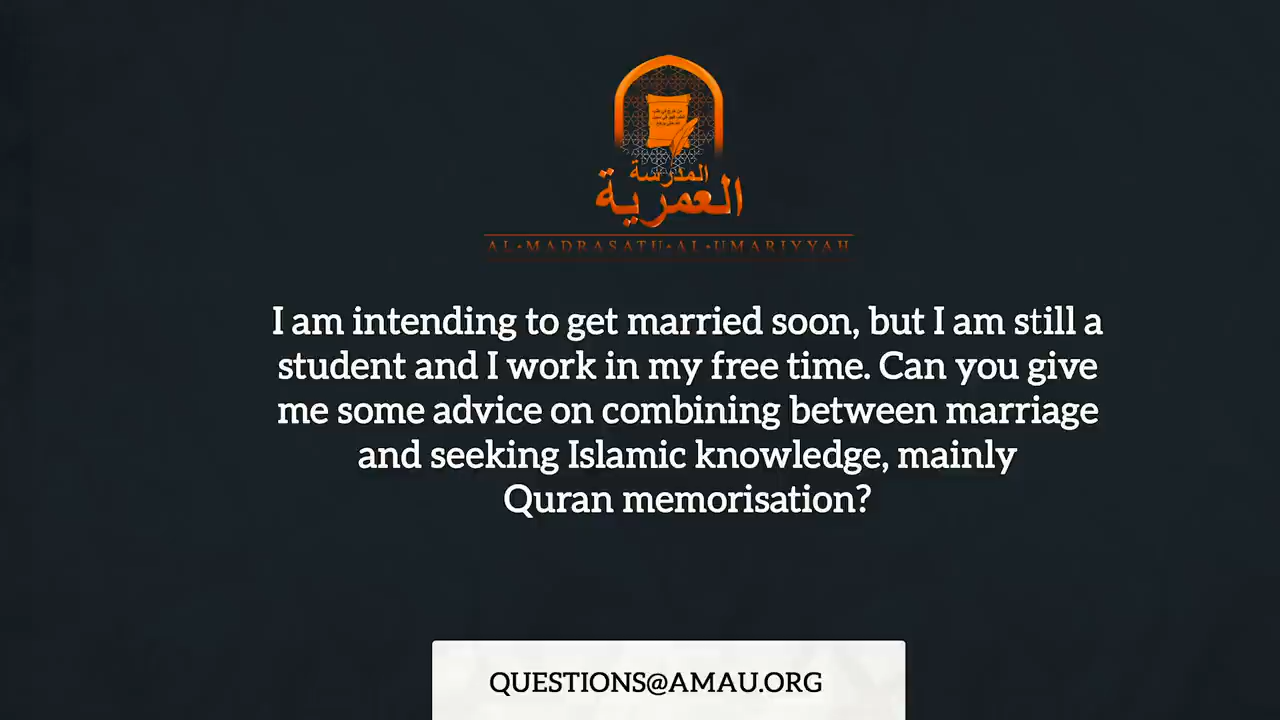 المدرسة
العمرية
AL•MADRASATU•AL•UMARIYYAH
I am intending to get married soon, but I am still a
student and I work in my free time. Can you give
me some advice on combining between marriage
and seeking Islamic knowledge, mainly
Quran memorisation?
QUESTIONS@AMAU.ORG